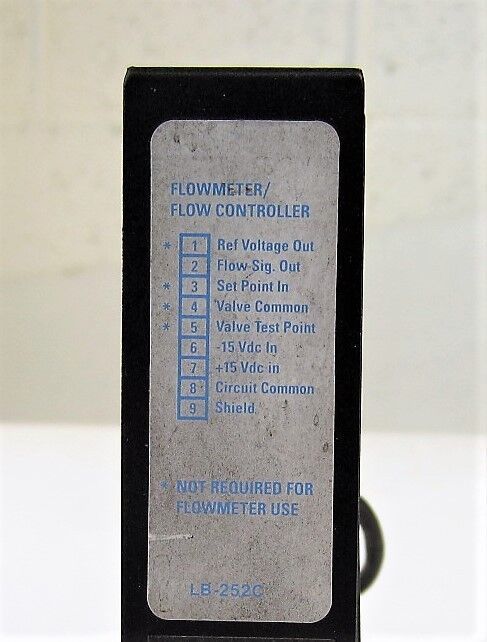 FLOWMETER/
FLOW CONTROLLER
* 1 Ref Voltage Out
2 Flow Sig. Out
* 3 Set Point In
* 4 Valve Common
* 5 Valve Test Point
6 -15 Vdc In
7 +15 Vdc in
8 Circuit Common
9 Shield
* NOT REQUIRED FOR
FLOWMETER USE
LB-252C